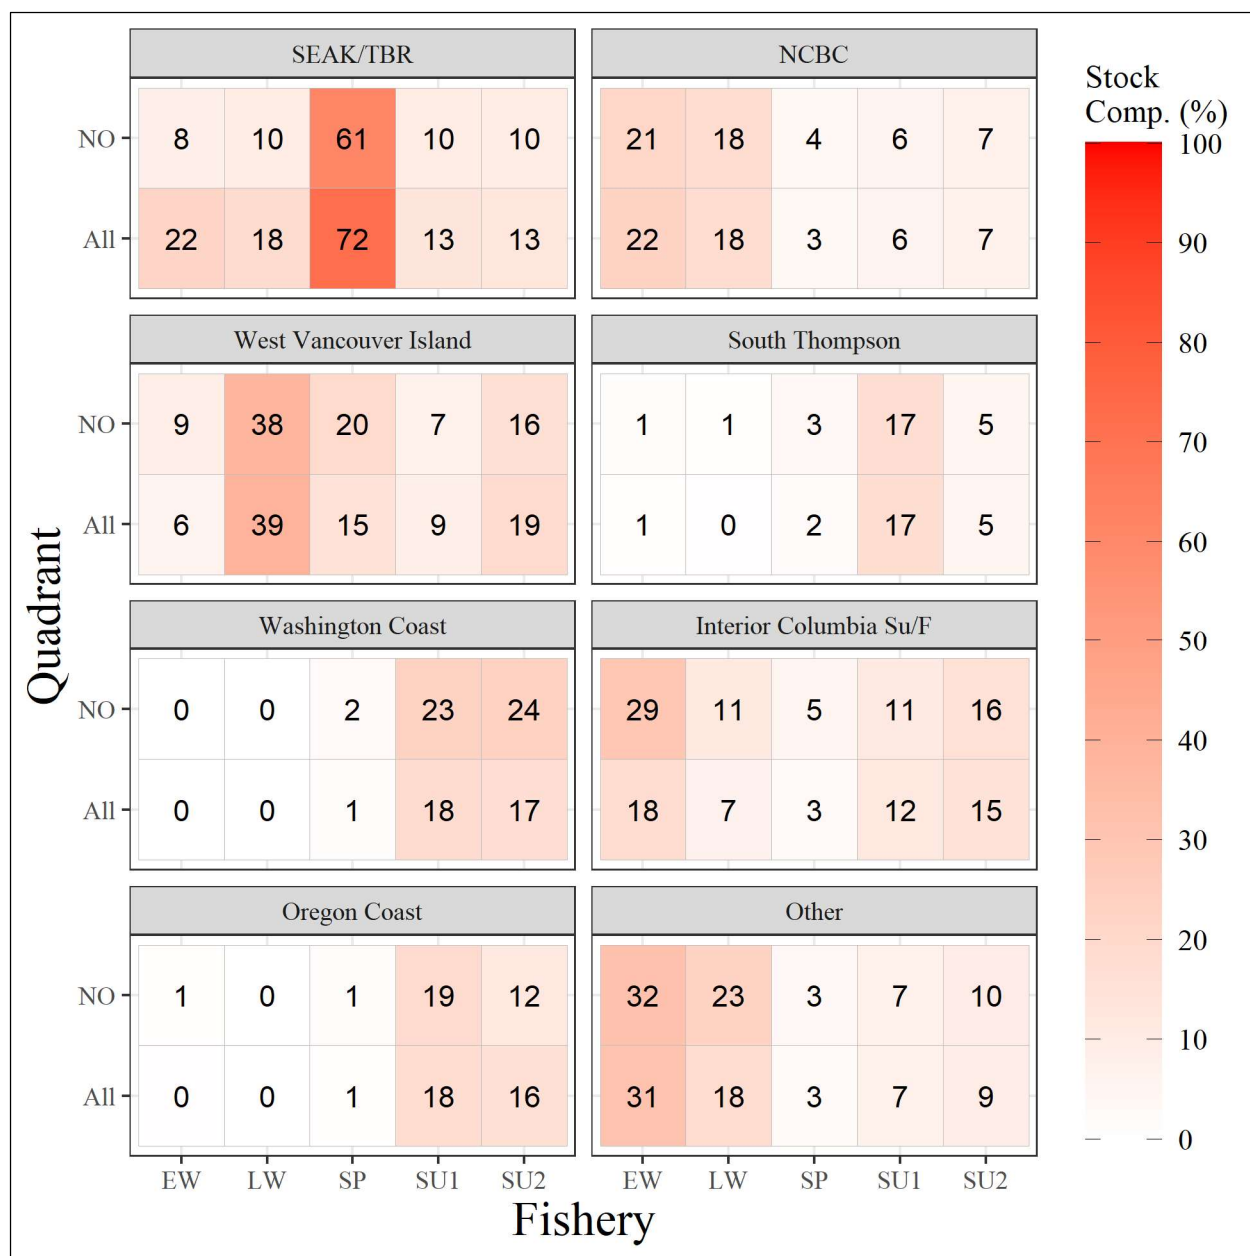 SEAK/TBR NCBC
Stock
Comp. (%)
NO 8 10 61 10 10 21 18 4 6 7
All 22 18 72 13 13 22 18 3 6 7
West Vancouver Island South Thompson
NO 9 38 20 7 16 1 1 3 17 5
All 6 39 15 9 19 1 0 2 17 5
Washington Coast Interior Columbia Su/F
NO 0 0 2 23 24 29 11 5 11 16
All 0 0 1 18 17 18 7 3 12 15
Oregon Coast Other
NO 1 0 1 19 12 32 23 3 7 10
All 0 0 1 18 16 31 18 3 7 9
EW LW SP SU1 SU2 EW LW SP SU1 SU2
Fishery
Quadrant
100
90
80
70
60
50
40
30
20
10
0